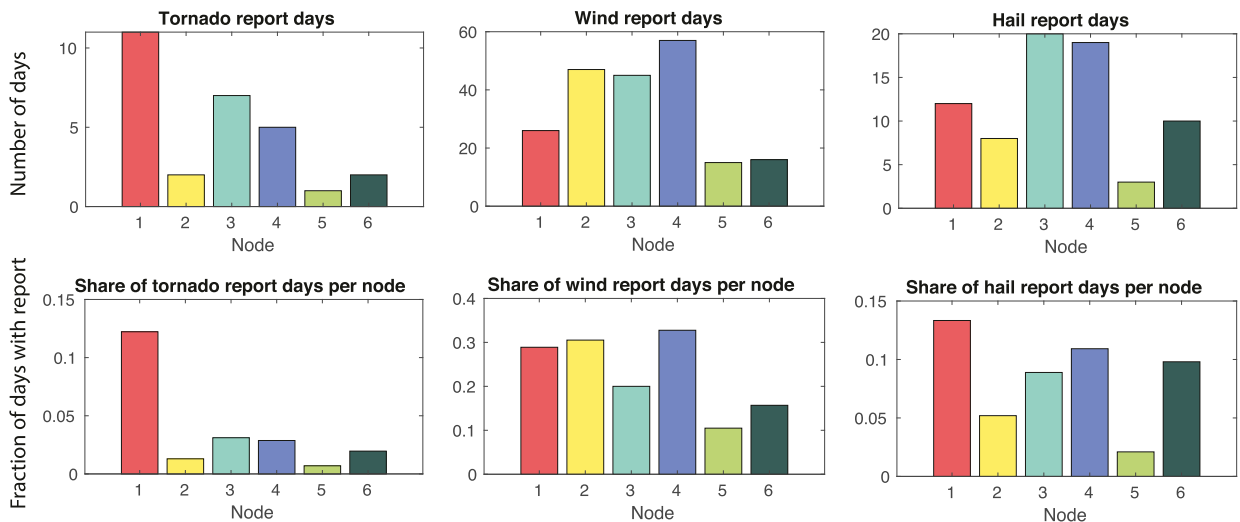 Tornado report days
Wind report days
Hail report days
Number of days
10
5
0
1 2 3 4 5 6
Node
60
40
20
0
1 2 3 4 5 6
Node
20
15
10
5
0
1 2 3 4 5 6
Node
Share of tornado report days per node
Share of wind report days per node
Share of hail report days per node
Fraction of days with report
0.15
0.1
0.05
0
1 2 3 4 5 6
Node
0.4
0.3
0.2
0.1
0
1 2 3 4 5 6
Node
0.15
0.1
0.05
0
1 2 3 4 5 6
Node